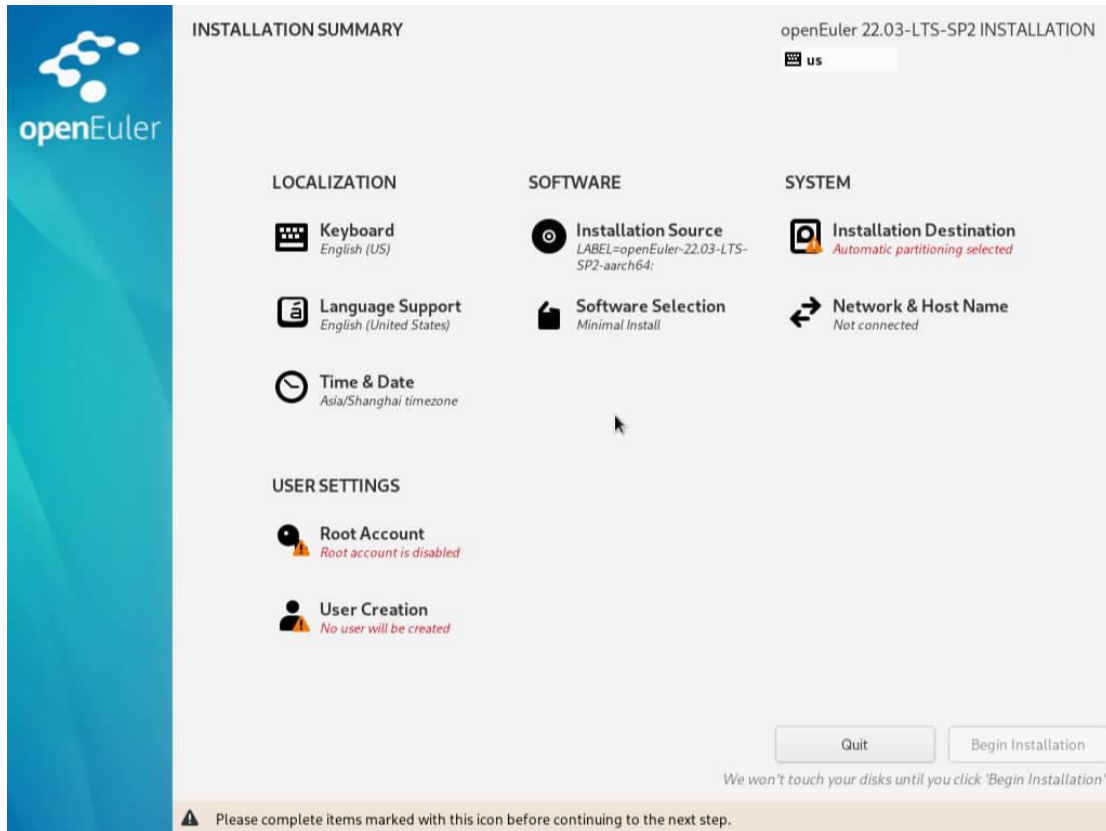 openEuler
INSTALLATION SUMMARY
openEuler 22.03-LTS-SP2 INSTALLATION
us
LOCALIZATION
Keyboard
English (US)
Language Support
English (United States)
Time & Date
Asia/Shanghai timezone
SOFTWARE
Installation Source
LABEL=openEuler-22.03-LTS-
SP2-aarch64:
Software Selection
Minimal Install
SYSTEM
Installation Destination
Automatic partitioning selected
Network & Host Name
Not connected
USER SETTINGS
Root Account
Root account is disabled
User Creation
No user will be created
Quit
Begin Installation
We won't touch your disks until you click 'Begin Installation'
Please complete items marked with this icon before continuing to the next step.